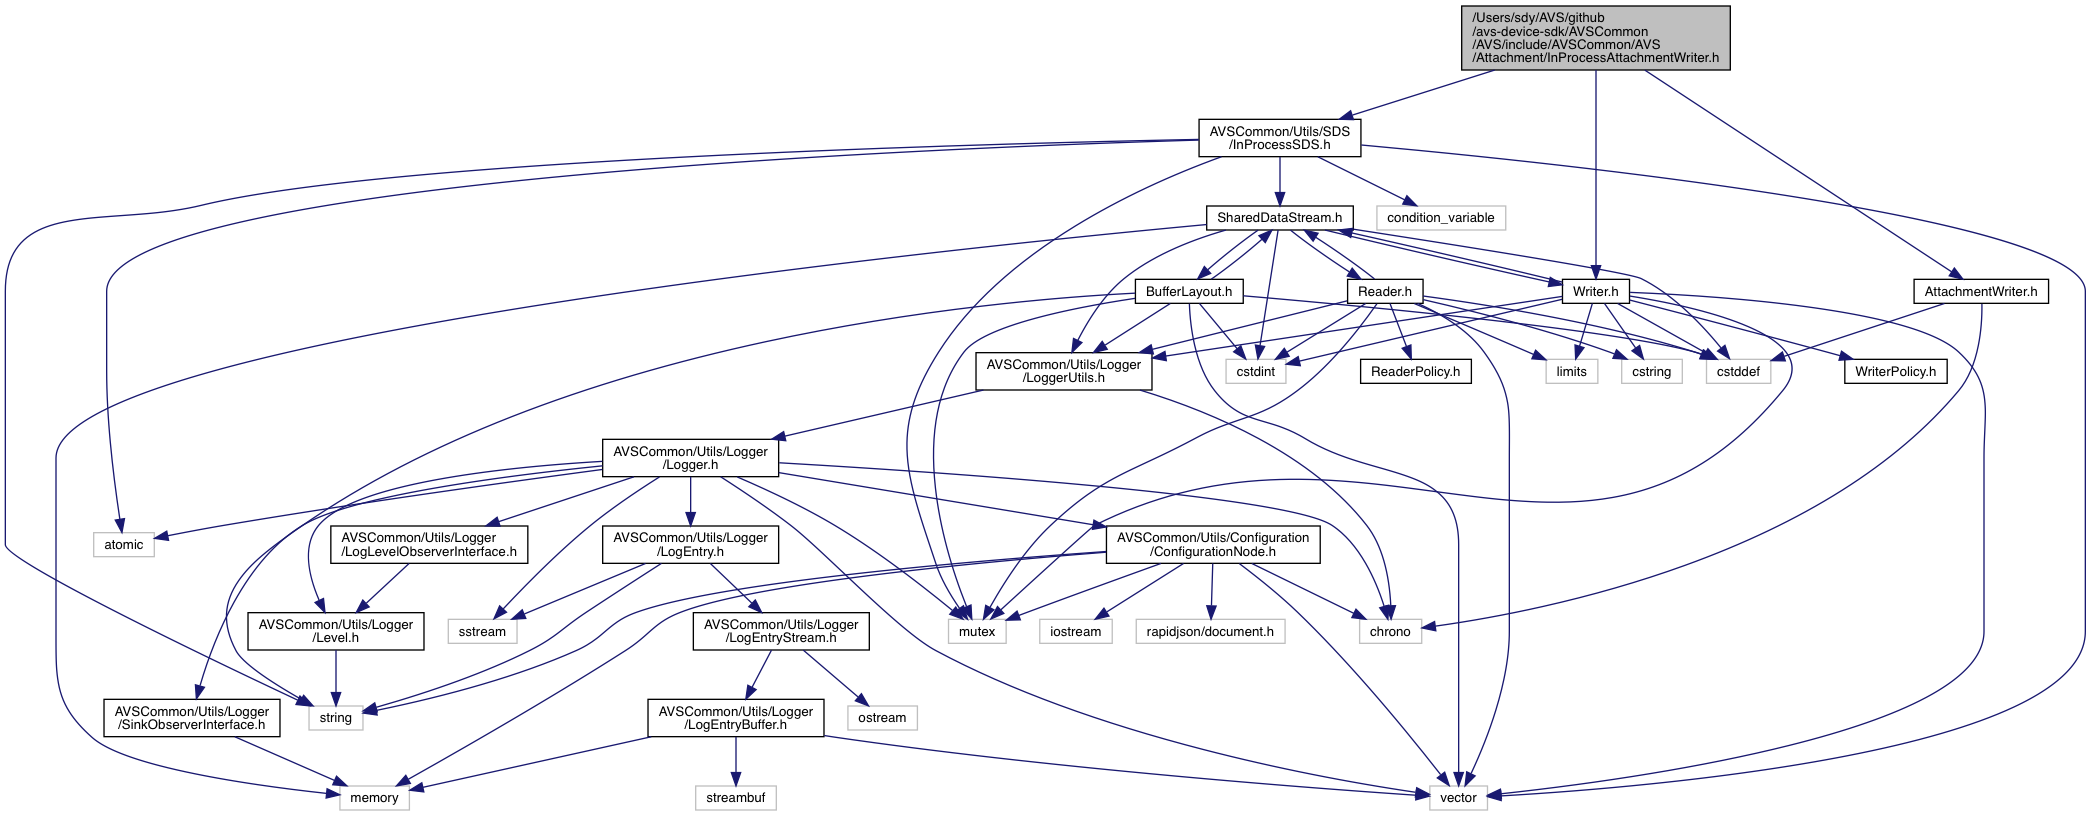 /Users/sdy/AVS/github
/avs-device-sdk/AVSCommon
/AVS/include/AVSCommon/AVS
/Attachment/InProcessAttachmentWriter.h
AVSCommon/Utils/SDS
/InProcessSDS.h
SharedDataStream.h
condition_variable
BufferLayout.h
Reader.h
Writer.h
AttachmentWriter.h
AVSCommon/Utils/Logger
/LoggerUtils.h
cstdint
ReaderPolicy.h
limits
cstring
cstddef
WriterPolicy.h
AVSCommon/Utils/Logger
/Logger.h
atomic
AVSCommon/Utils/Logger
/LogLevelObserverInterface.h
AVSCommon/Utils/Logger
/LogEntry.h
AVSCommon/Utils/Configuration
/ConfigurationNode.h
AVSCommon/Utils/Logger
/Level.h
sstream
AVSCommon/Utils/Logger
/LogEntryStream.h
mutex
iostream
rapidjson/document.h
chrono
AVSCommon/Utils/Logger
/SinkObserverInterface.h
string
AVSCommon/Utils/Logger
/LogEntryBuffer.h
ostream
memory
streambuf
vector